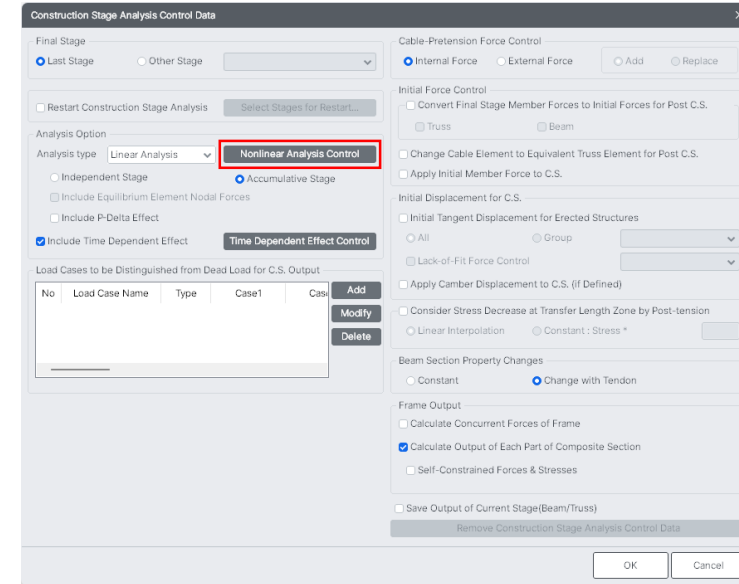 Construction Stage Analysis Control Data
Final Stage
Last Stage
Other Stage
Restart Construction Stage Analysis
Select Stages for Restart...
Analysis Option
Analysis type
Linear Analysis
Nonlinear Analysis Control
Independent Stage
Accumulative Stage
Include Equilibrium Element Nodal Forces
Include P-Delta Effect
Include Time Dependent Effect
Time Dependent Effect Control
Load Cases to be Distinguished from Dead Load for C.S. Output
No Load Case Name Type Case1 Cas
Add
Modify
Delete
Cable-Pretension Force Control
Internal Force
External Force
Add
Replace
Initial Force Control
Convert Final Stage Member Forces to Initial Forces for Post C.S.
Truss
Beam
Change Cable Element to Equivalent Truss Element for Post C.S.
Apply Initial Member Force to C.S.
Initial Displacement for C.S.
Initial Tangent Displacement for Erected Structures
All
Group
Lack-of-Fit Force Control
Apply Camber Displacement to C.S. (if Defined)
Consider Stress Decrease at Transfer Length Zone by Post-tension
Linear Interpolation
Constant : Stress *
Beam Section Property Changes
Constant
Change with Tendon
Frame Output
Calculate Concurrent Forces of Frame
Calculate Output of Each Part of Composite Section
Self-Constrained Forces & Stresses
Save Output of Current Stage(Beam/Truss)
Remove Construction Stage Analysis Control Data
OK
Cancel